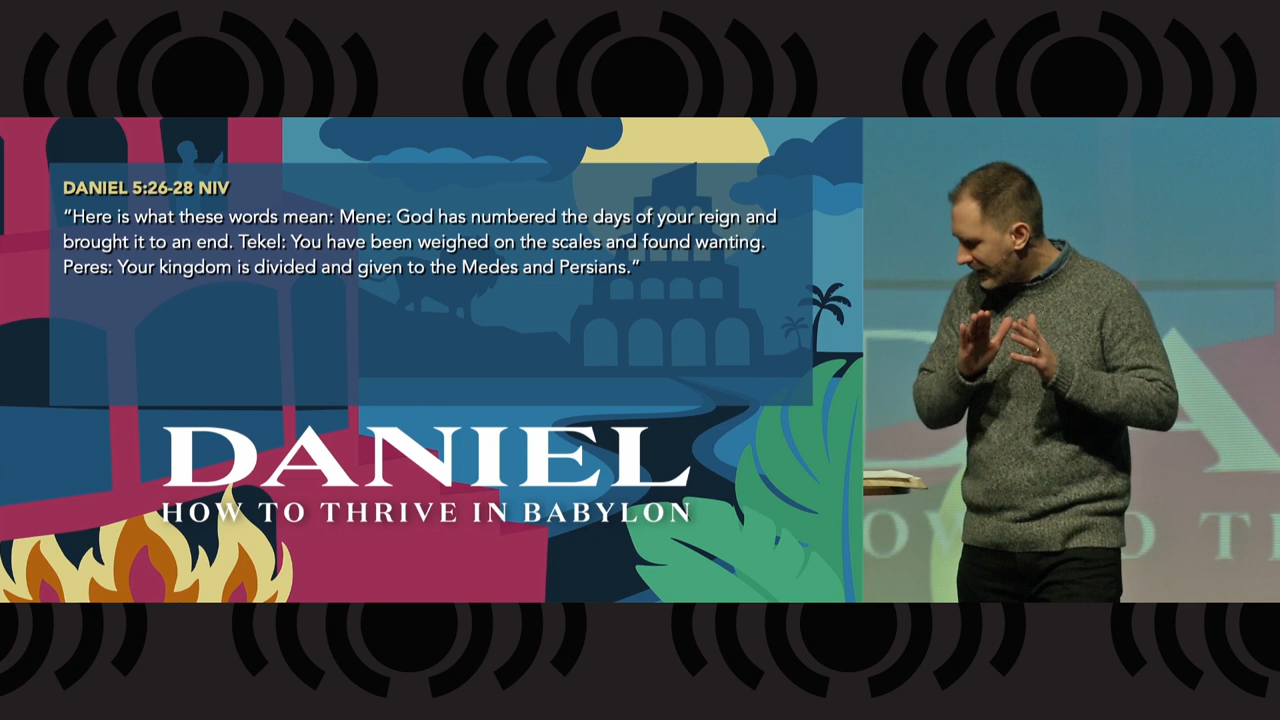 DANIEL 5:26-28 NIV
“Here is what these words mean: Mene: God has numbered the days of your reign and
brought it to an end. Tekel: You have been weighed on the scales and found wanting.
Peres: Your kingdom is divided and given to the Medes and Persians.”
DANIEL
HOW TO THRIVE IN BABYLON